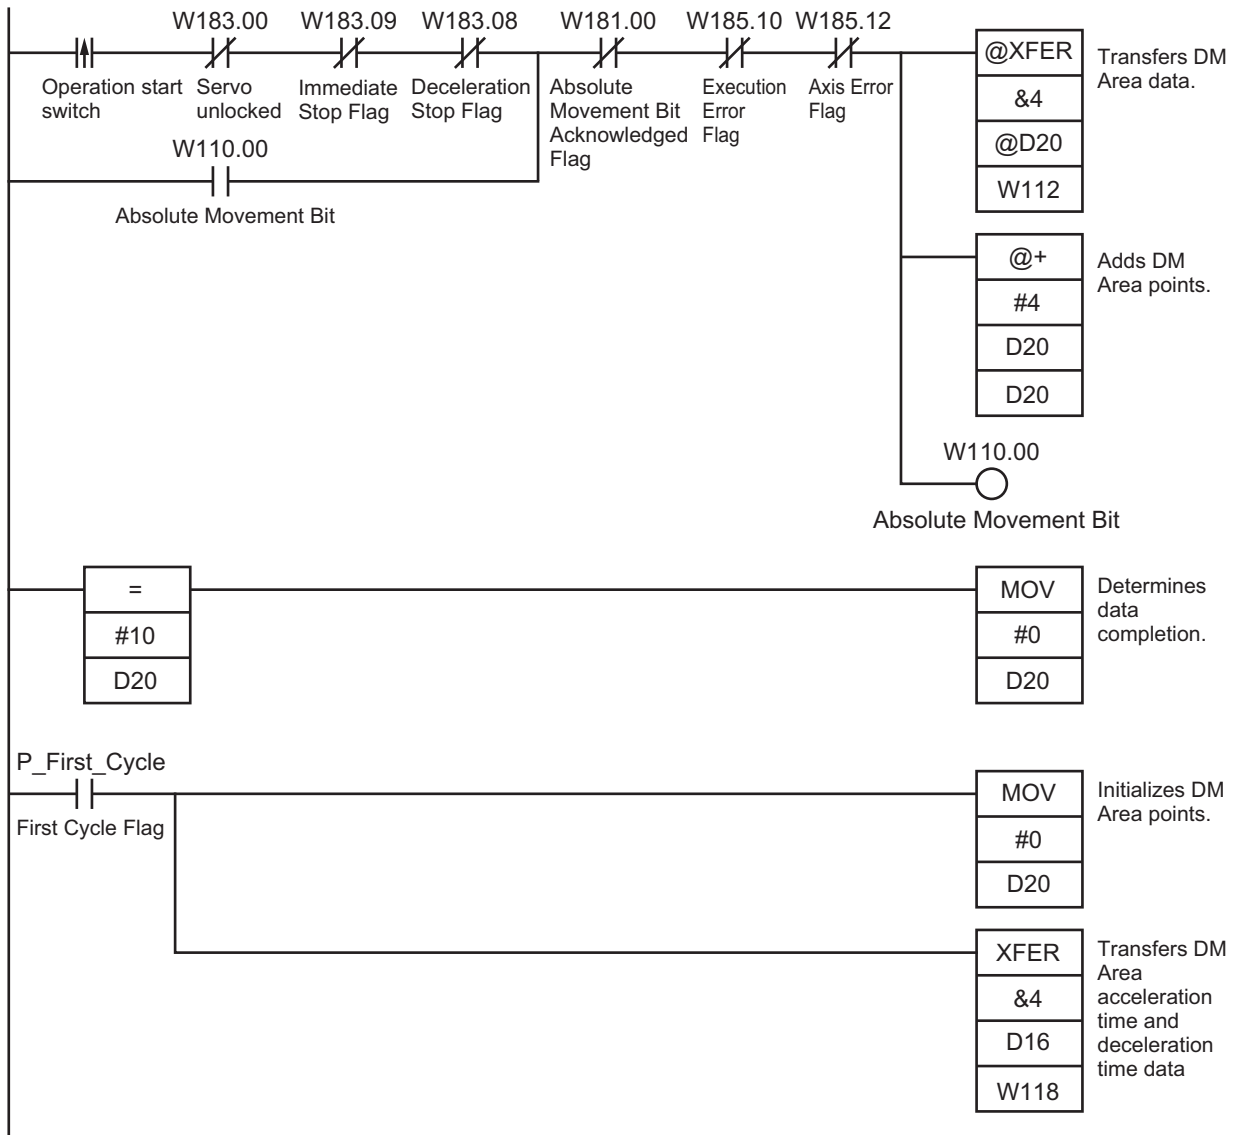 W183.00 W183.09 W183.08 W181.00 W185.10 W185.12
Operation start
switch
Servo
unlocked
Immediate
Stop Flag
Deceleration
Stop Flag
Absolute
Movement Bit
Acknowledged
Flag
Execution
Error
Flag
Axis Error
Flag
@XFER
&4
@D20
W112
Transfers DM
Area data.
W110.00
Absolute Movement Bit
@+
#4
D20
D20
Adds DM
Area points.
W110.00
Absolute Movement Bit
=
#10
D20
MOV
#0
D20
Determines
data
completion.
P_First_Cycle
First Cycle Flag
MOV
#0
D20
Initializes DM
Area points.
XFER
&4
D16
W118
Transfers DM
Area
acceleration
time and
deceleration
time data